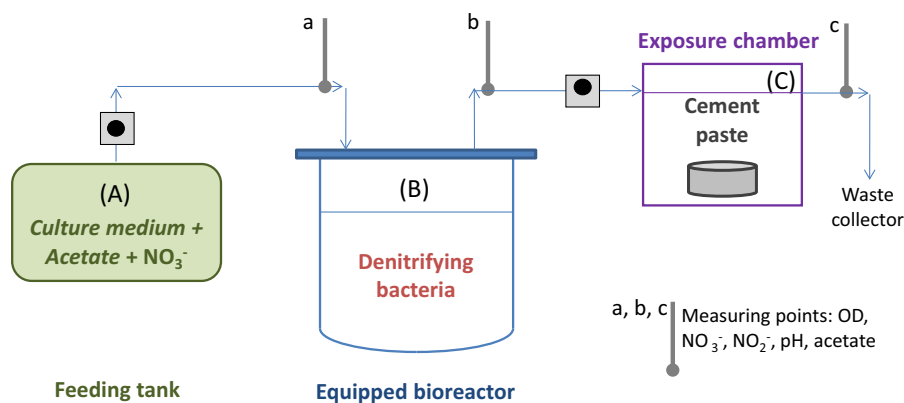 a
b
c
Exposure chamber
(C)
Cement
paste
(A)
Culture medium +
Acetate + NO₃⁻
(B)
Denitrifying
bacteria
Waste
collector
a, b, c
Measuring points: OD,
NO₃⁻, NO₂⁻, pH, acetate
Feeding tank
Equipped bioreactor